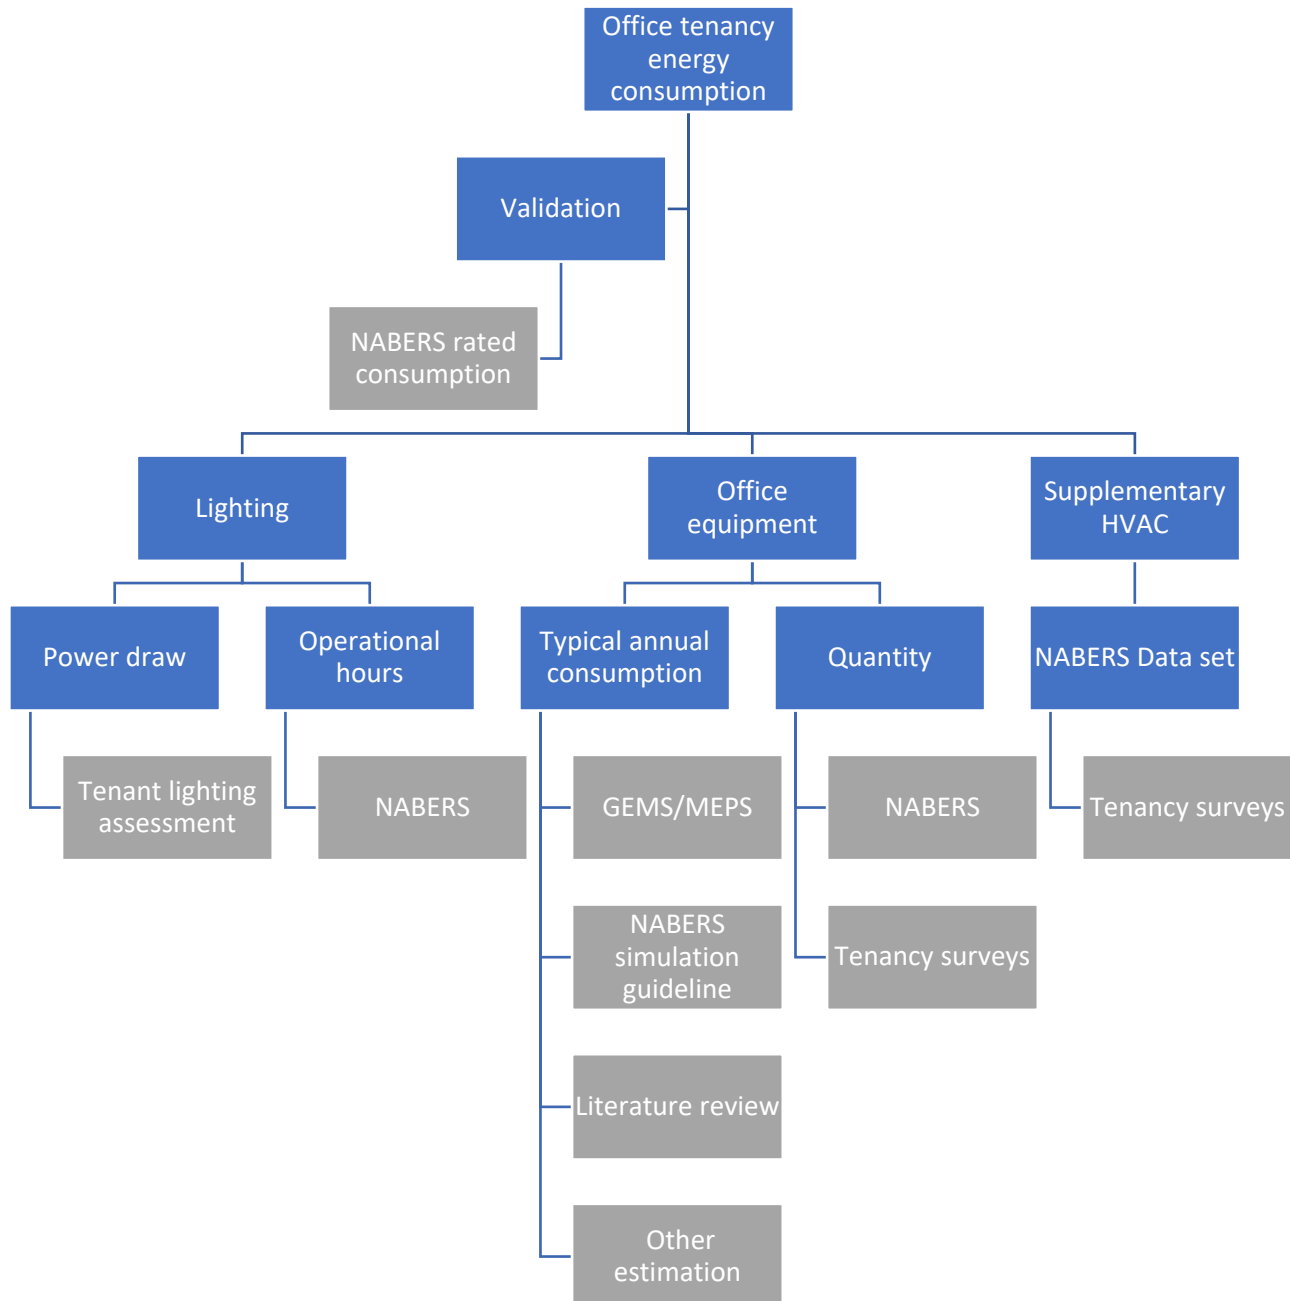 Office tenancy
energy
consumption
Validation
NABERS rated
consumption
Lighting
Office
equipment
Supplementary
HVAC
Power draw
Operational
hours
Typical annual
consumption
Quantity
NABERS Data set
Tenant lighting
assessment
NABERS
GEMS/MEPS
NABERS
Tenancy surveys
NABERS
simulation
guideline
Tenancy surveys
Literature review
Other
estimation